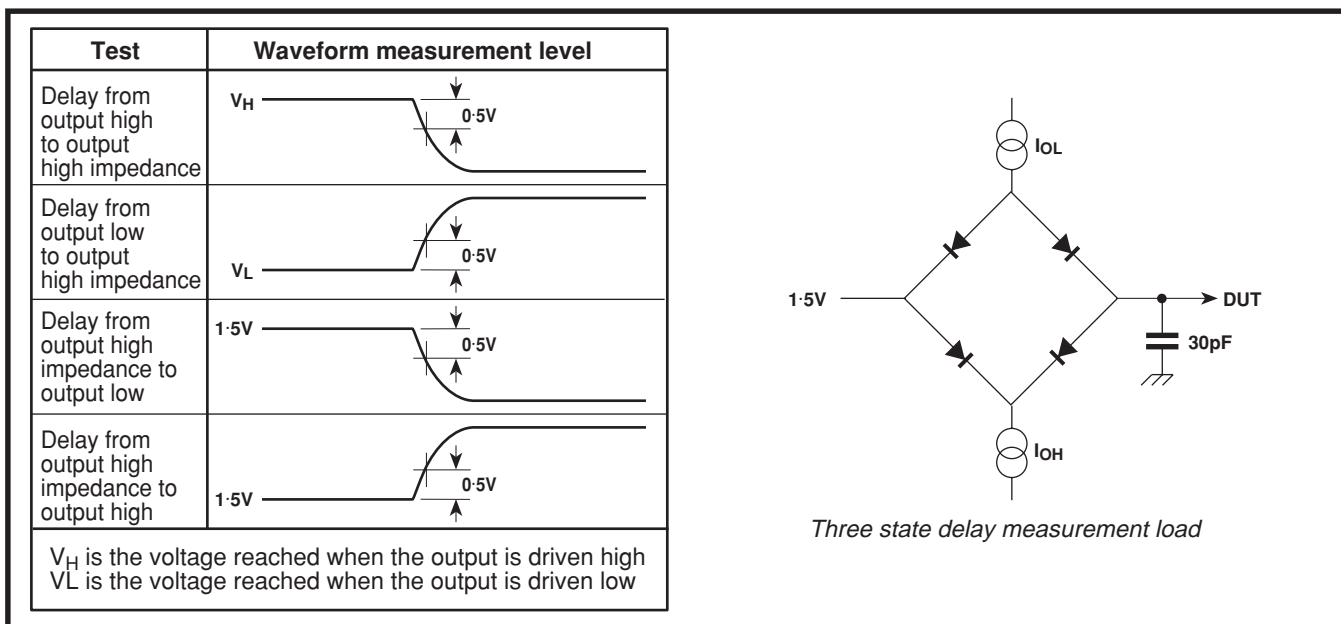 Test
Waveform measurement level
Delay from
output high
to output
high impedance
VH
0·5V
Delay from
output low
to output
high impedance
VL
0·5V
Delay from
output high
impedance to
output low
1·5V
0·5V
Delay from
output high
impedance to
output high
1·5V
0·5V
VH is the voltage reached when the output is driven high
VL is the voltage reached when the output is driven low
IOL
1·5V
DUT
30pF
IOH
Three state delay measurement load